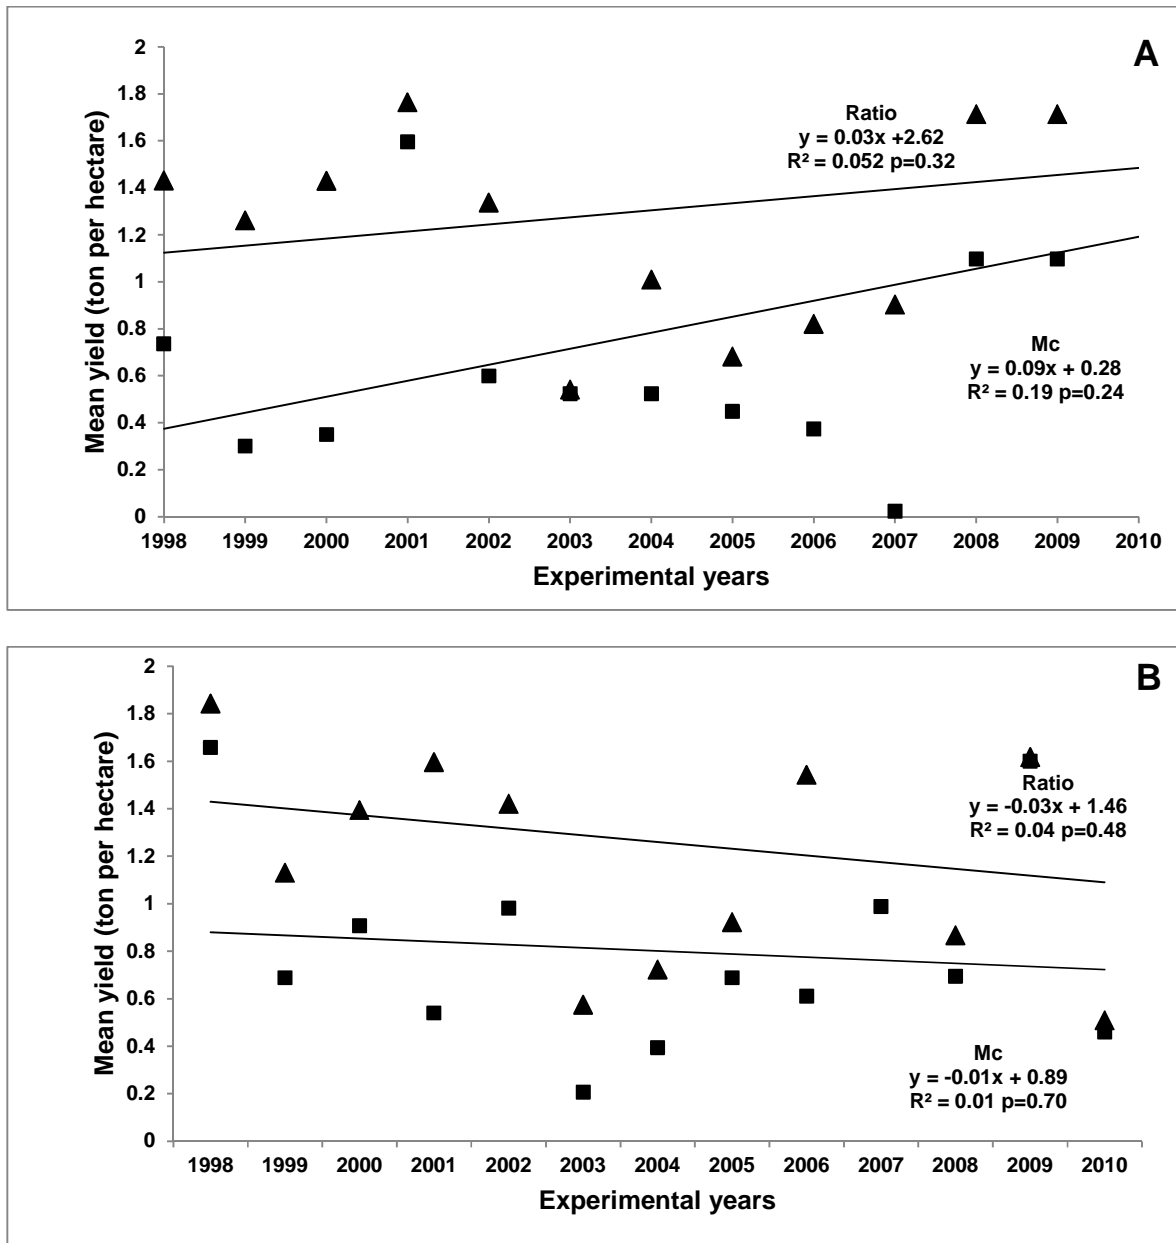 A
2
1.8
1.6
1.4
1.2
1
0.8
0.6
0.4
0.2
0
Mean yield (ton per hectare)
Ratio
y = 0.03x +2.62
R² = 0.052 p=0.32
Mc
y = 0.09x + 0.28
R² = 0.19 p=0.24
1998 1999 2000 2001 2002 2003 2004 2005 2006 2007 2008 2009 2010
Experimental years
B
2
1.8
1.6
1.4
1.2
1
0.8
0.6
0.4
0.2
0
Mean yield (ton per hectare)
Ratio
y = -0.03x + 1.46
R² = 0.04 p=0.48
Mc
y = -0.01x + 0.89
R² = 0.01 p=0.70
1998 1999 2000 2001 2002 2003 2004 2005 2006 2007 2008 2009 2010
Experimental years